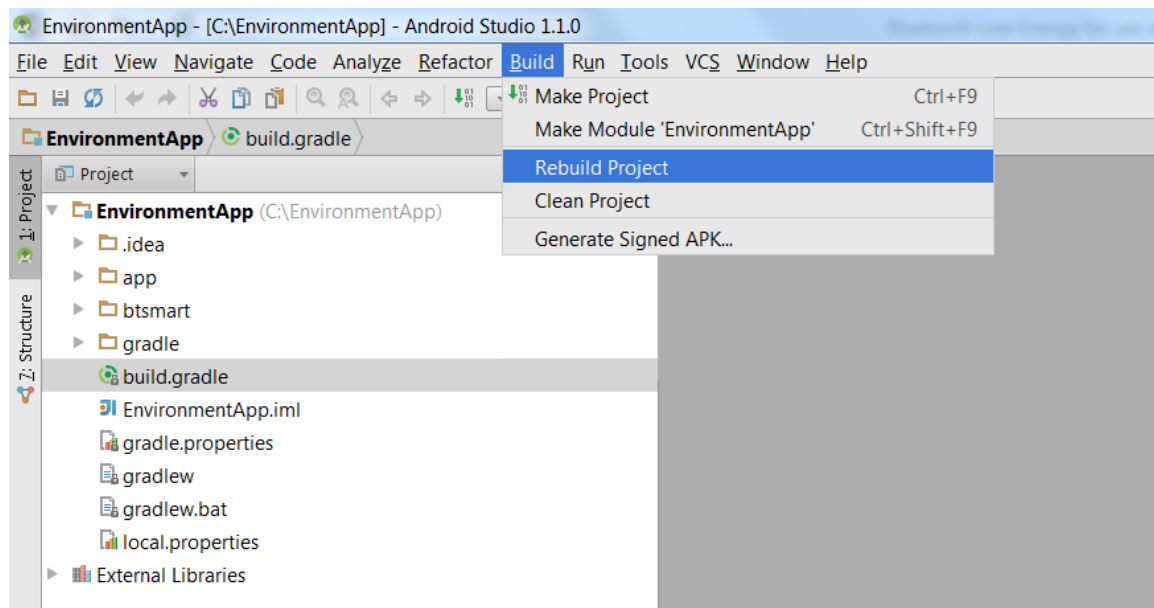 EnvironmentApp - [C:\EnvironmentApp] - Android Studio 1.1.0
File Edit View Navigate Code Analyze Refactor Build Run Tools VCS Window Help
Make Project Ctrl+F9
Make Module 'EnvironmentApp' Ctrl+Shift+F9
Rebuild Project
Clean Project
Generate Signed APK...
EnvironmentApp build.gradle
1: Project
7: Structure
Project
EnvironmentApp (C:\EnvironmentApp)
.idea
app
btsmart
gradle
build.gradle
EnvironmentApp.iml
gradle.properties
gradlew
gradlew.bat
local.properties
External Libraries